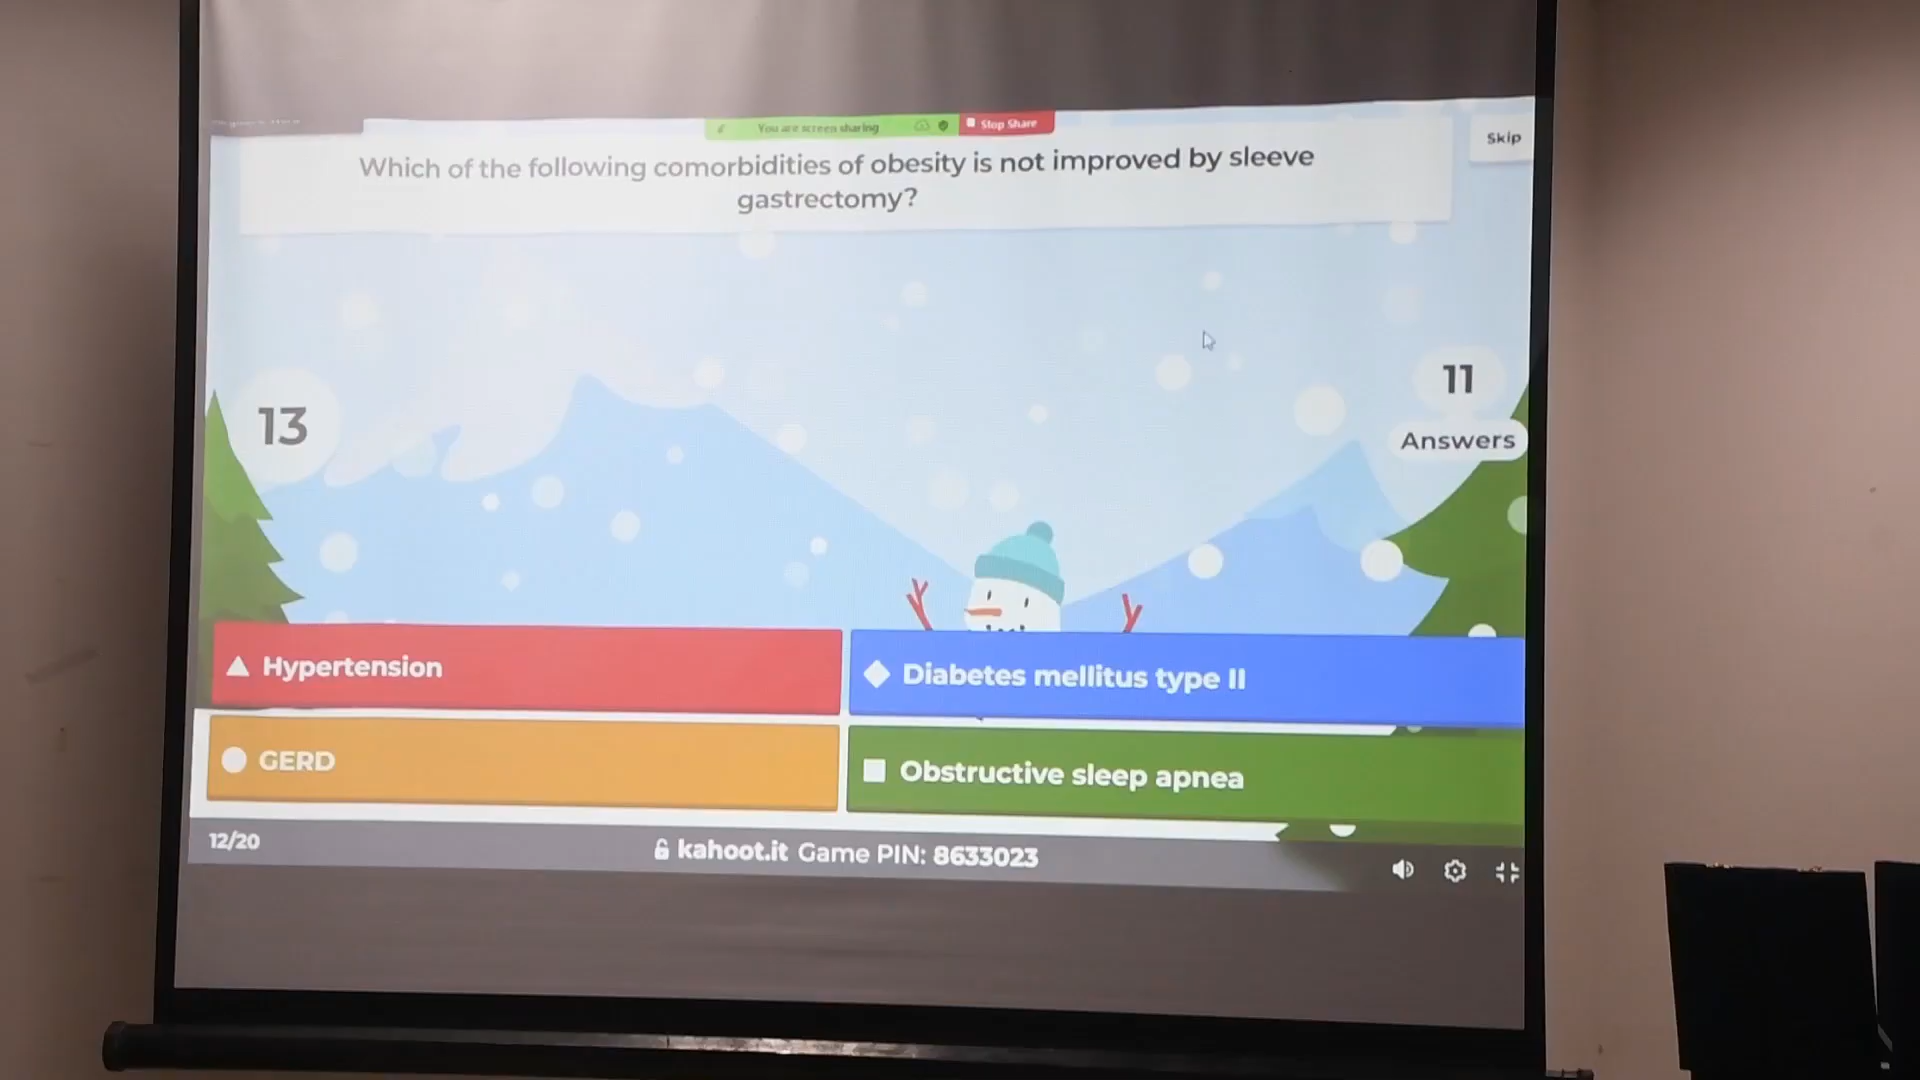 You are screen sharing
Stop Share
Skip
Which of the following comorbidities of obesity is not improved by sleeve
gastrectomy?
13
11
Answers
Hypertension
Diabetes mellitus type II
GERD
Obstructive sleep apnea
12/20
kahoot.it Game PIN: 8633023